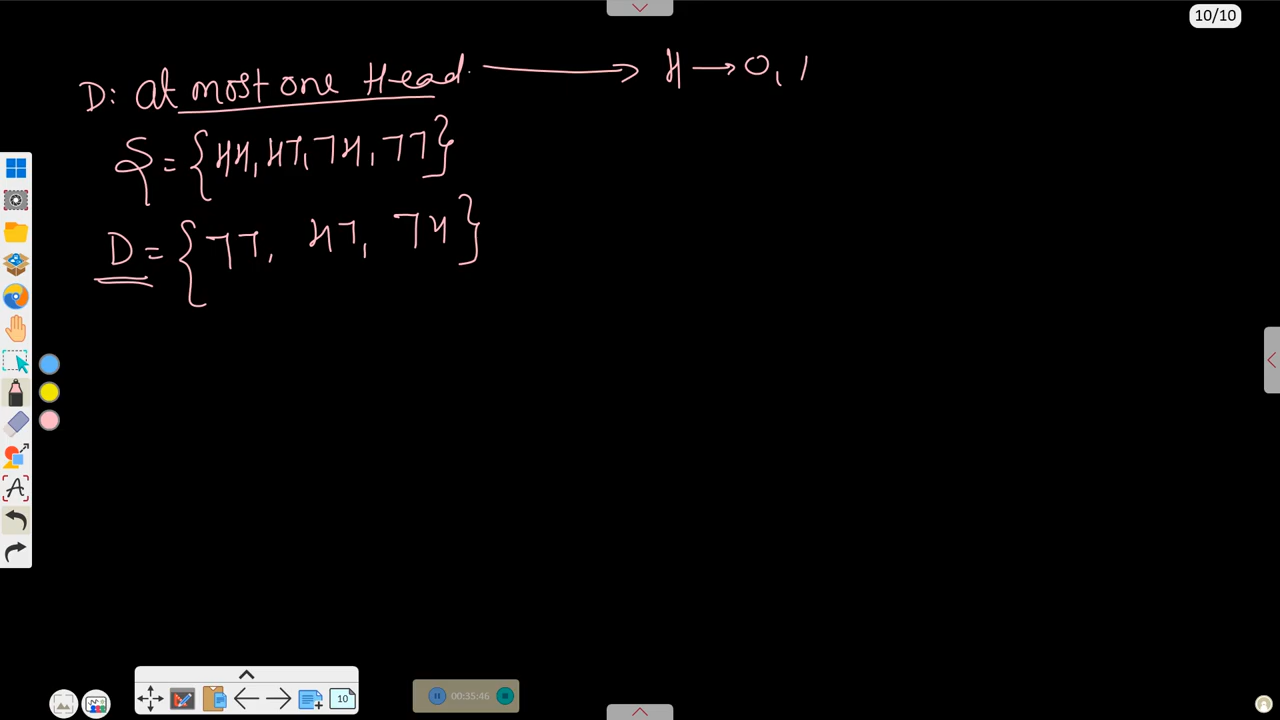 10/10
D: at most one Head. → H → 0, 1
S = {HH, HT, TH, TT}
D = {TT, HT, TH}
10
00:35:46